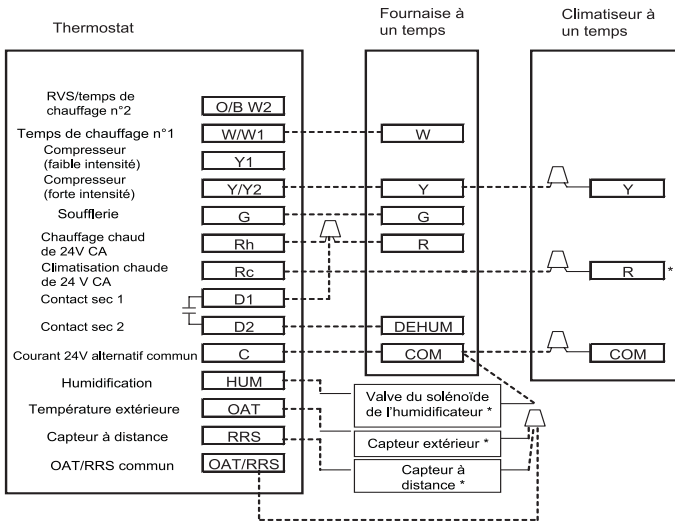 Thermostat
Fournaise à
un temps
Climatiseur à
un temps
RVS/temps de
chauffage n°2
O/B W2
Temps de chauffage n°1
W/W1
W
Compresseur
(faible intensité)
Y1
Compresseur
(forte intensité)
Y/Y2
Y
Y
Soufflerie
G
G
Chauffage chaud
de 24V CA
Rh
R
Climatisation chaude
de 24 V CA
Rc
R *
Contact sec 1
D1
Contact sec 2
D2
DEHUM
Courant 24V alternatif commun
C
COM
COM
Humidification
HUM
Valve du solénoïde
de l'humidificateur *
Température extérieure
OAT
Capteur extérieur *
Capteur à distance
RRS
Capteur à
distance *
OAT/RRS commun
OAT/RRS